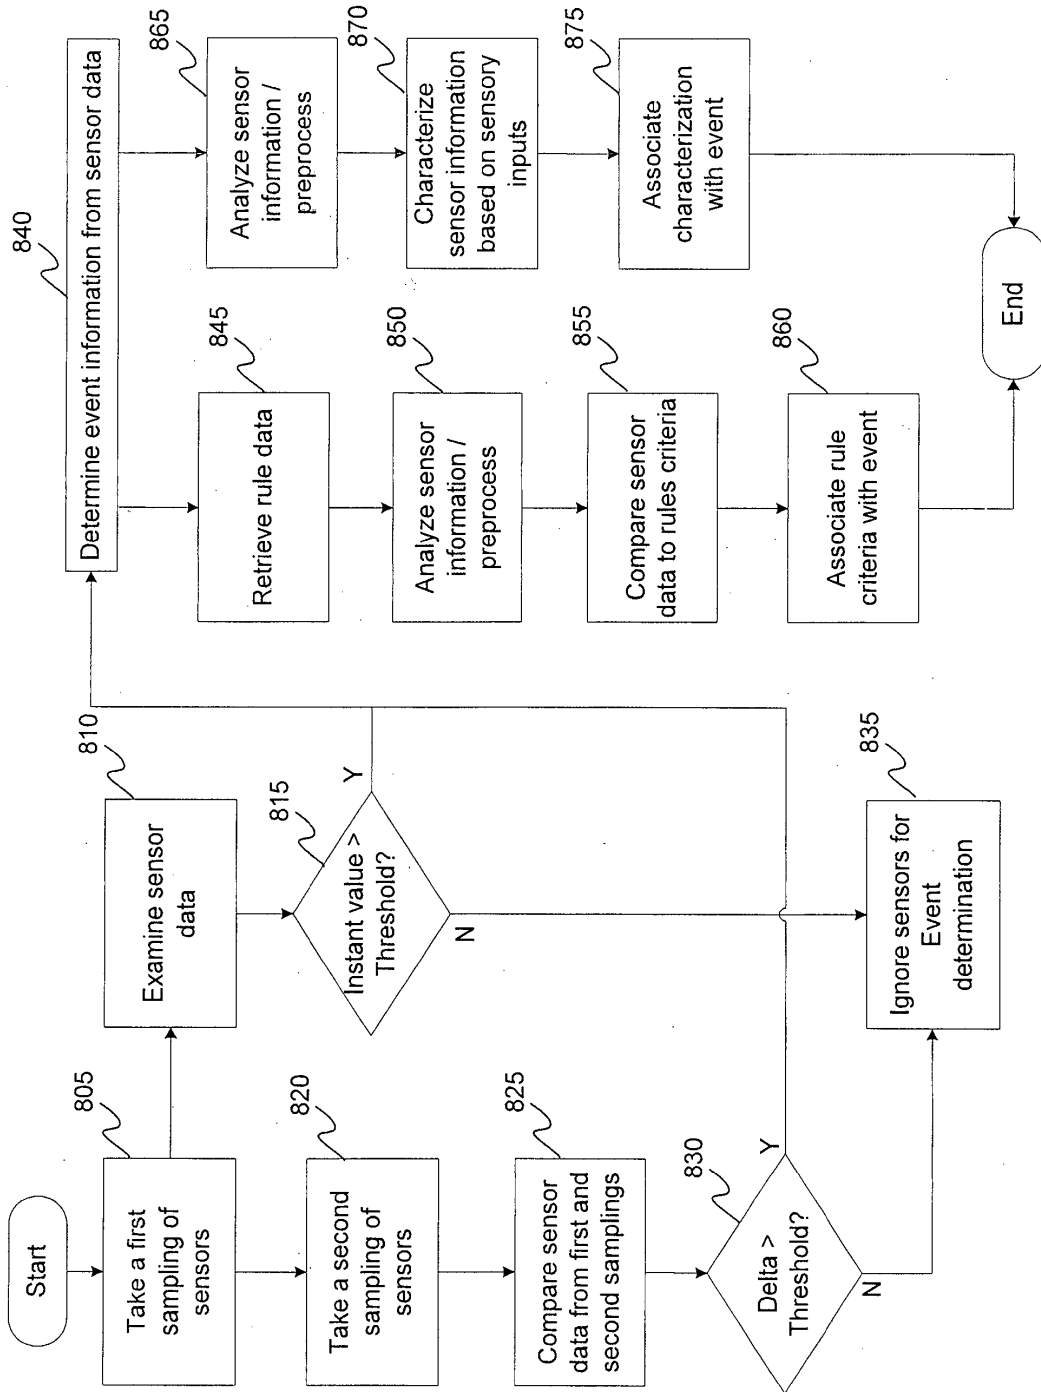 Start
805
Take a first
sampling of
sensors
820
Take a second
sampling of
sensors
825
Compare sensor
data from first and
second samplings
830
Delta >
Threshold?
Y
N
810
Examine sensor
data
815
Instant value >
Threshold?
Y
N
835
Ignore sensors for
Event
determination
840
Determine event information from sensor data
845
Retrieve rule data
850
Analyze sensor
information /
preprocess
855
Compare sensor
data to rules criteria
860
Associate rule
criteria with event
865
Analyze sensor
information /
preprocess
870
Characterize
sensor information
based on sensory
inputs
875
Associate
characterization
with event
End